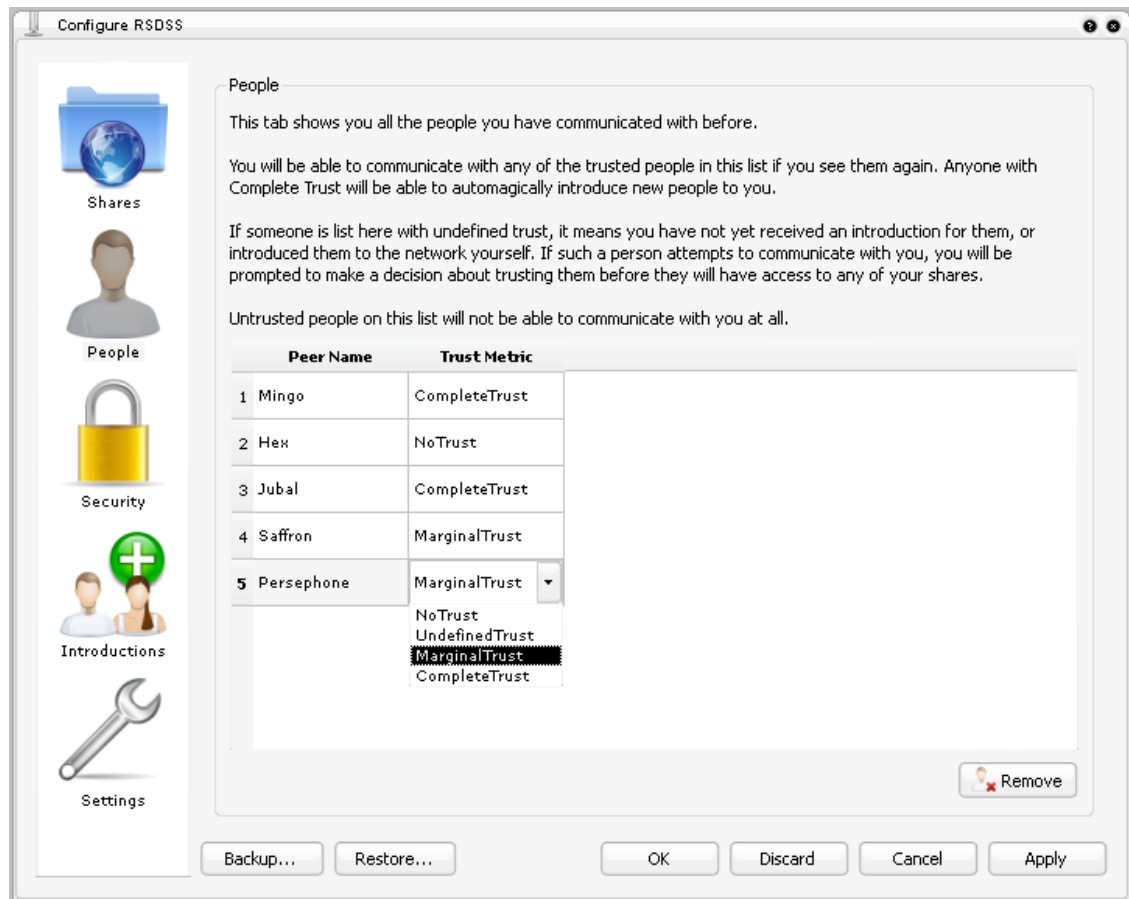 Configure RSDSS
Shares
People
Security
Introductions
Settings
People
This tab shows you all the people you have communicated with before.
You will be able to communicate with any of the trusted people in this list if you see them again. Anyone with
Complete Trust will be able to automagically introduce new people to you.
If someone is list here with undefined trust, it means you have not yet received an introduction for them, or
introduced them to the network yourself. If such a person attempts to communicate with you, you will be
prompted to make a decision about trusting them before they will have access to any of your shares.
Untrusted people on this list will not be able to communicate with you at all.
Peer Name Trust Metric
1 Mingo CompleteTrust
2 Hex NoTrust
3 Jubal CompleteTrust
4 Saffron MarginalTrust
5 Persephone MarginalTrust
NoTrust
UndefinedTrust
MarginalTrust
CompleteTrust
Remove
Backup... Restore... OK Discard Cancel Apply